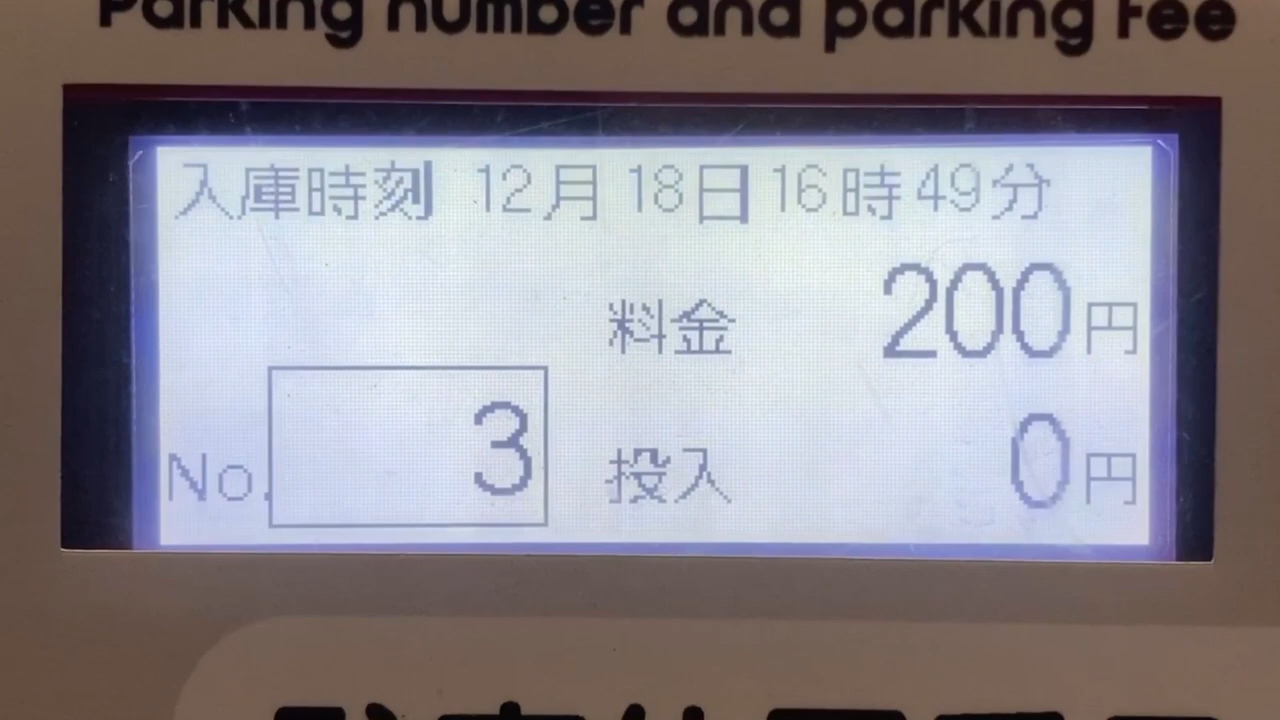 Parking number and parking Fee
入庫時刻 12月 18日 16時 49分
料金 200円
No. 3 投入 0円